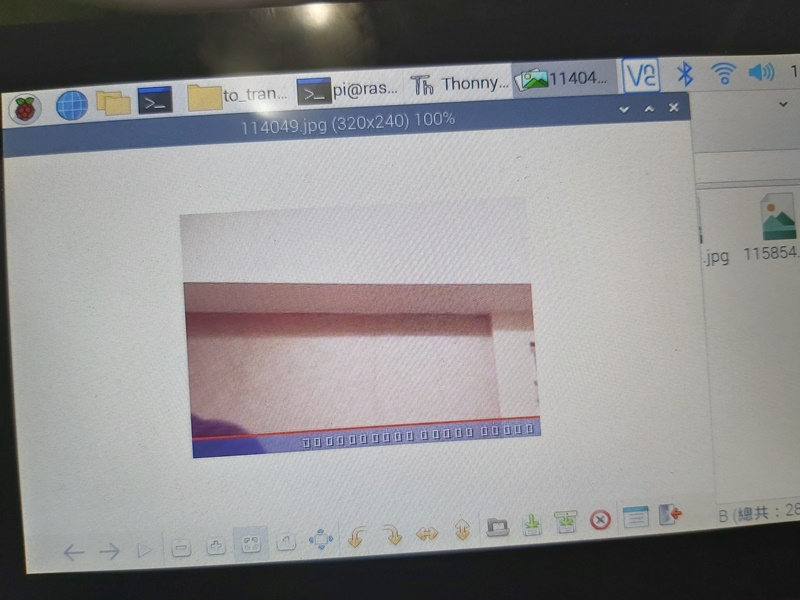 to_tran...
pi@ras...
Thonny...
11404...
114049.jpg (320x240) 100%
.jpg
115854.
B (總共：28